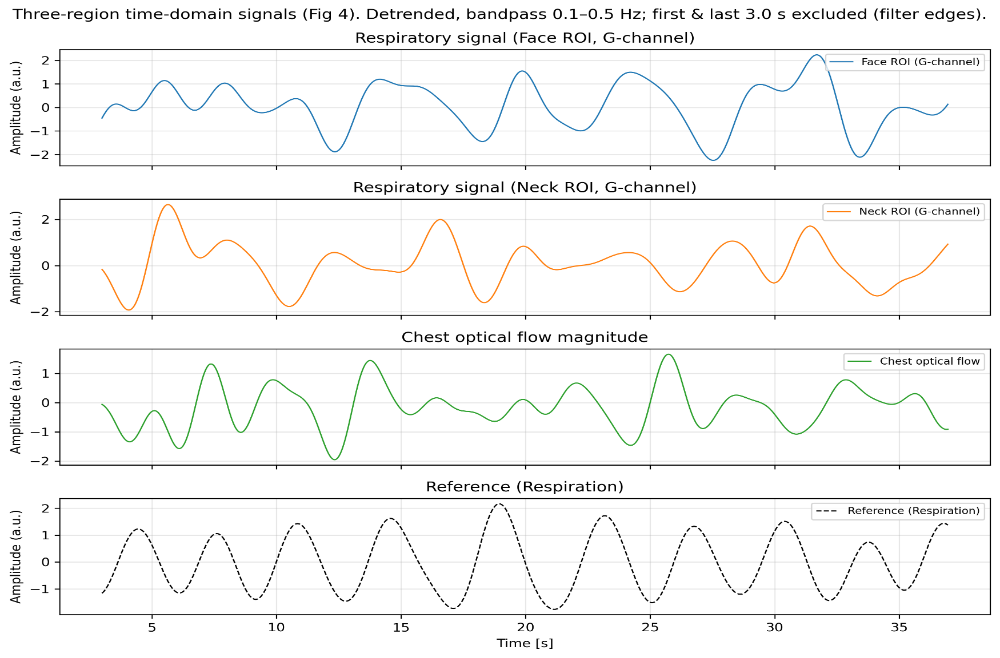 Three-region time-domain signals (Fig 4). Detrended, bandpass 0.1–0.5 Hz; first & last 3.0 s excluded (filter edges).
Respiratory signal (Face ROI, G-channel)
Amplitude (a.u.)
2
1
0
−1
−2
Face ROI (G-channel)
Respiratory signal (Neck ROI, G-channel)
Amplitude (a.u.)
2
0
−2
Neck ROI (G-channel)
Chest optical flow magnitude
Amplitude (a.u.)
1
0
−1
−2
Chest optical flow
Reference (Respiration)
Amplitude (a.u.)
2
1
0
−1
Reference (Respiration)
5 10 15 20 25 30 35
Time [s]